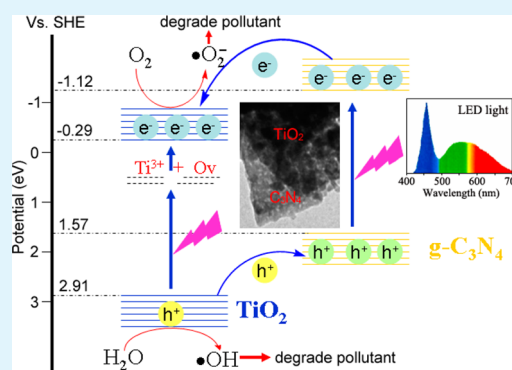 Vs. SHE
degrade pollutant
O₂
•O₂⁻
e⁻
e⁻ e⁻ e⁻
-1.12
-1
e⁻ e⁻ e⁻
-0.29
0
Ti³⁺ + Ov
TiO₂
C₃N₄
LED light
400 500 600 700
Wavelength (nm)
Potential (eV)
1
1.57
2
h⁺ h⁺ h⁺
g-C₃N₄
h⁺
2.91
3
h⁺
TiO₂
H₂O
•OH
degrade pollutant